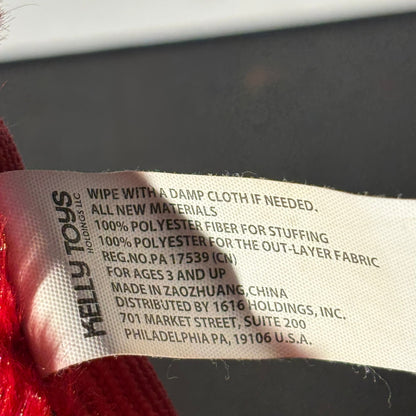 KELLY TOYS
HOLDINGS LLC
WIPE WITH A DAMP CLOTH IF NEEDED.
ALL NEW MATERIALS
100% POLYESTER FIBER FOR STUFFING
100% POLYESTER FOR THE OUT-LAYER FABRIC
REG.NO.PA 17539 (CN)
FOR AGES 3 AND UP
MADE IN ZAOZHUANG,CHINA
DISTRIBUTED BY 1616 HOLDINGS, INC.
701 MARKET STREET, SUITE 200
PHILADELPHIA PA, 19106 U.S.A.